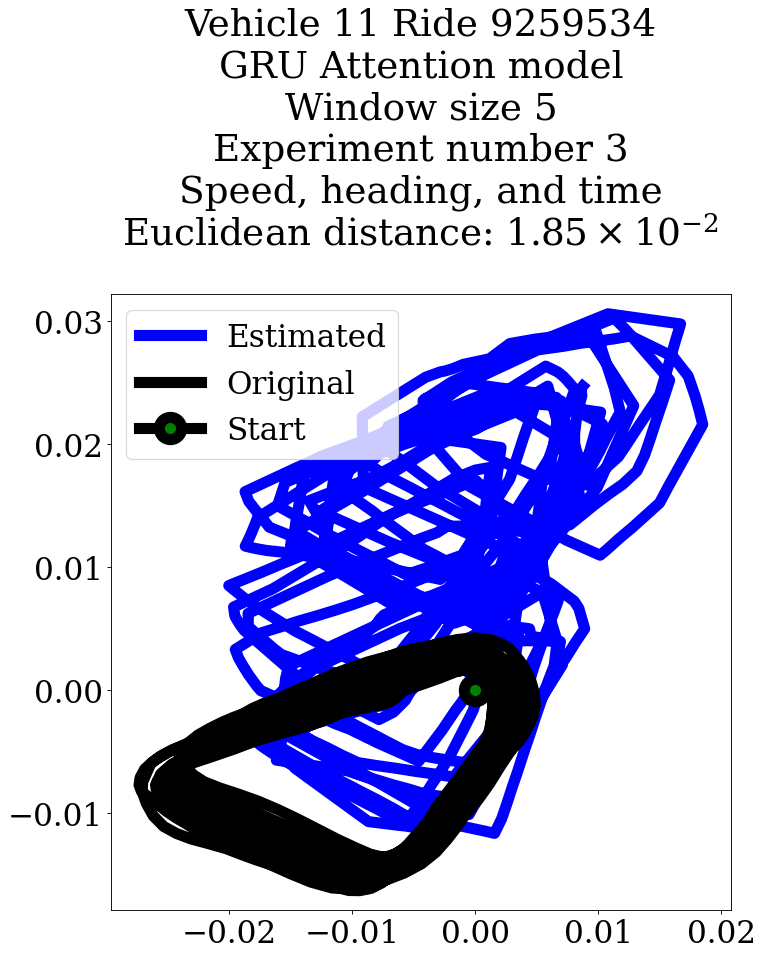 Vehicle 11 Ride 9259534
GRU Attention model
Window size 5
Experiment number 3
Speed, heading, and time
Euclidean distance: 1.85 × 10⁻²
Estimated
Original
Start
0.03
0.02
0.01
0.00
−0.01
−0.02 −0.01 0.00 0.01 0.02